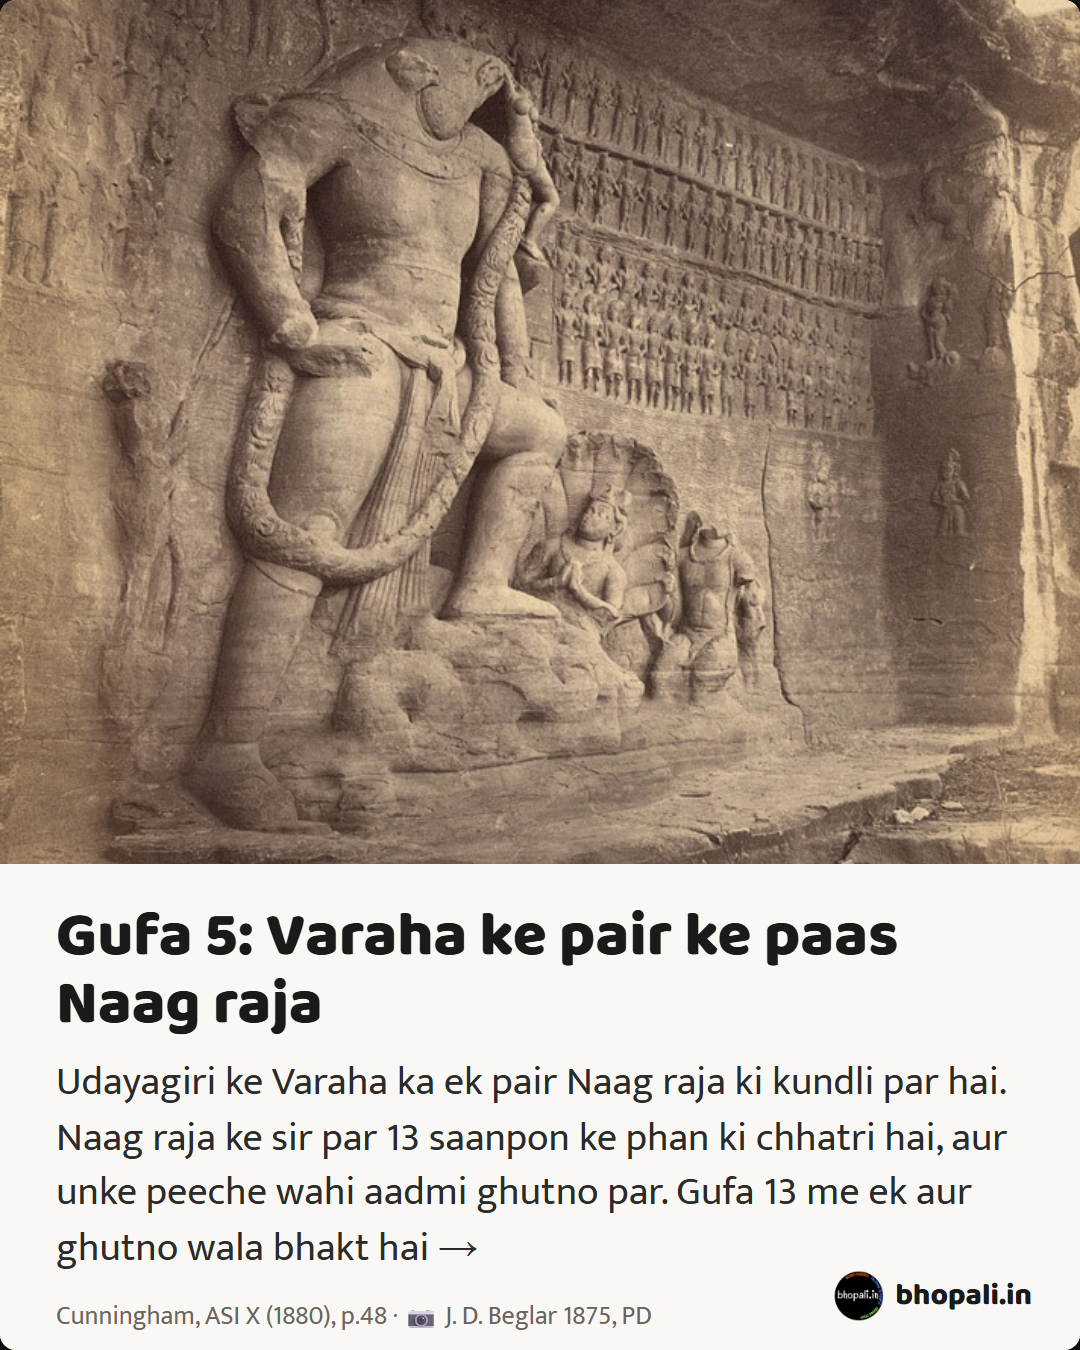 Gufa 5: Varaha ke pair ke paas
Naag raja
Udayagiri ke Varaha ka ek pair Naag raja ki kundli par hai.
Naag raja ke sir par 13 saanpon ke phan ki chhatri hai, aur
unke peeche wahi aadmi ghutno par. Gufa 13 me ek aur
ghutno wala bhakt hai →
Cunningham, ASI X (1880), p.48 · 📷 J. D. Beglar 1875, PD
bhopali.in
bhopali.in